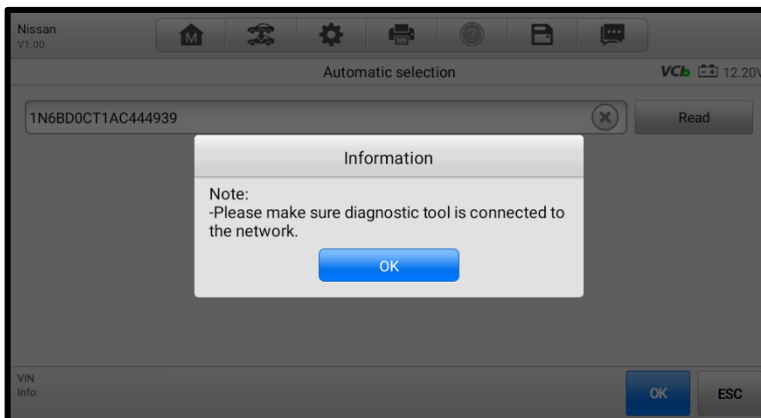 Nissan
V1.00
M
?
Automatic selection
VCI 12.20V
1N6BD0CT1AC444939
Read
Information
Note:
-Please make sure diagnostic tool is connected to
the network.
OK
VIN
Info:
OK
ESC